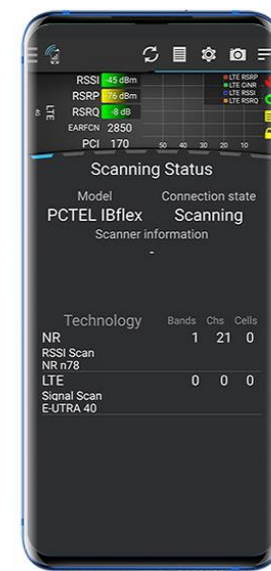 RSSI -45 dBm
RSRP -76 dBm
RSRQ -8 dB
EARFCN 2850
PCI 170
4G LTE
LTE RSRP
LTE CINR
LTE RSSI
LTE RSRQ
50 40 30 20 10
Scanning Status
Model Connection state
PCTEL IBflex Scanning
Scanner information
-
Technology Bands Chs Cells
NR 1 21 0
RSSI Scan
NR n78
LTE 0 0 0
Signal Scan
E-UTRA 40